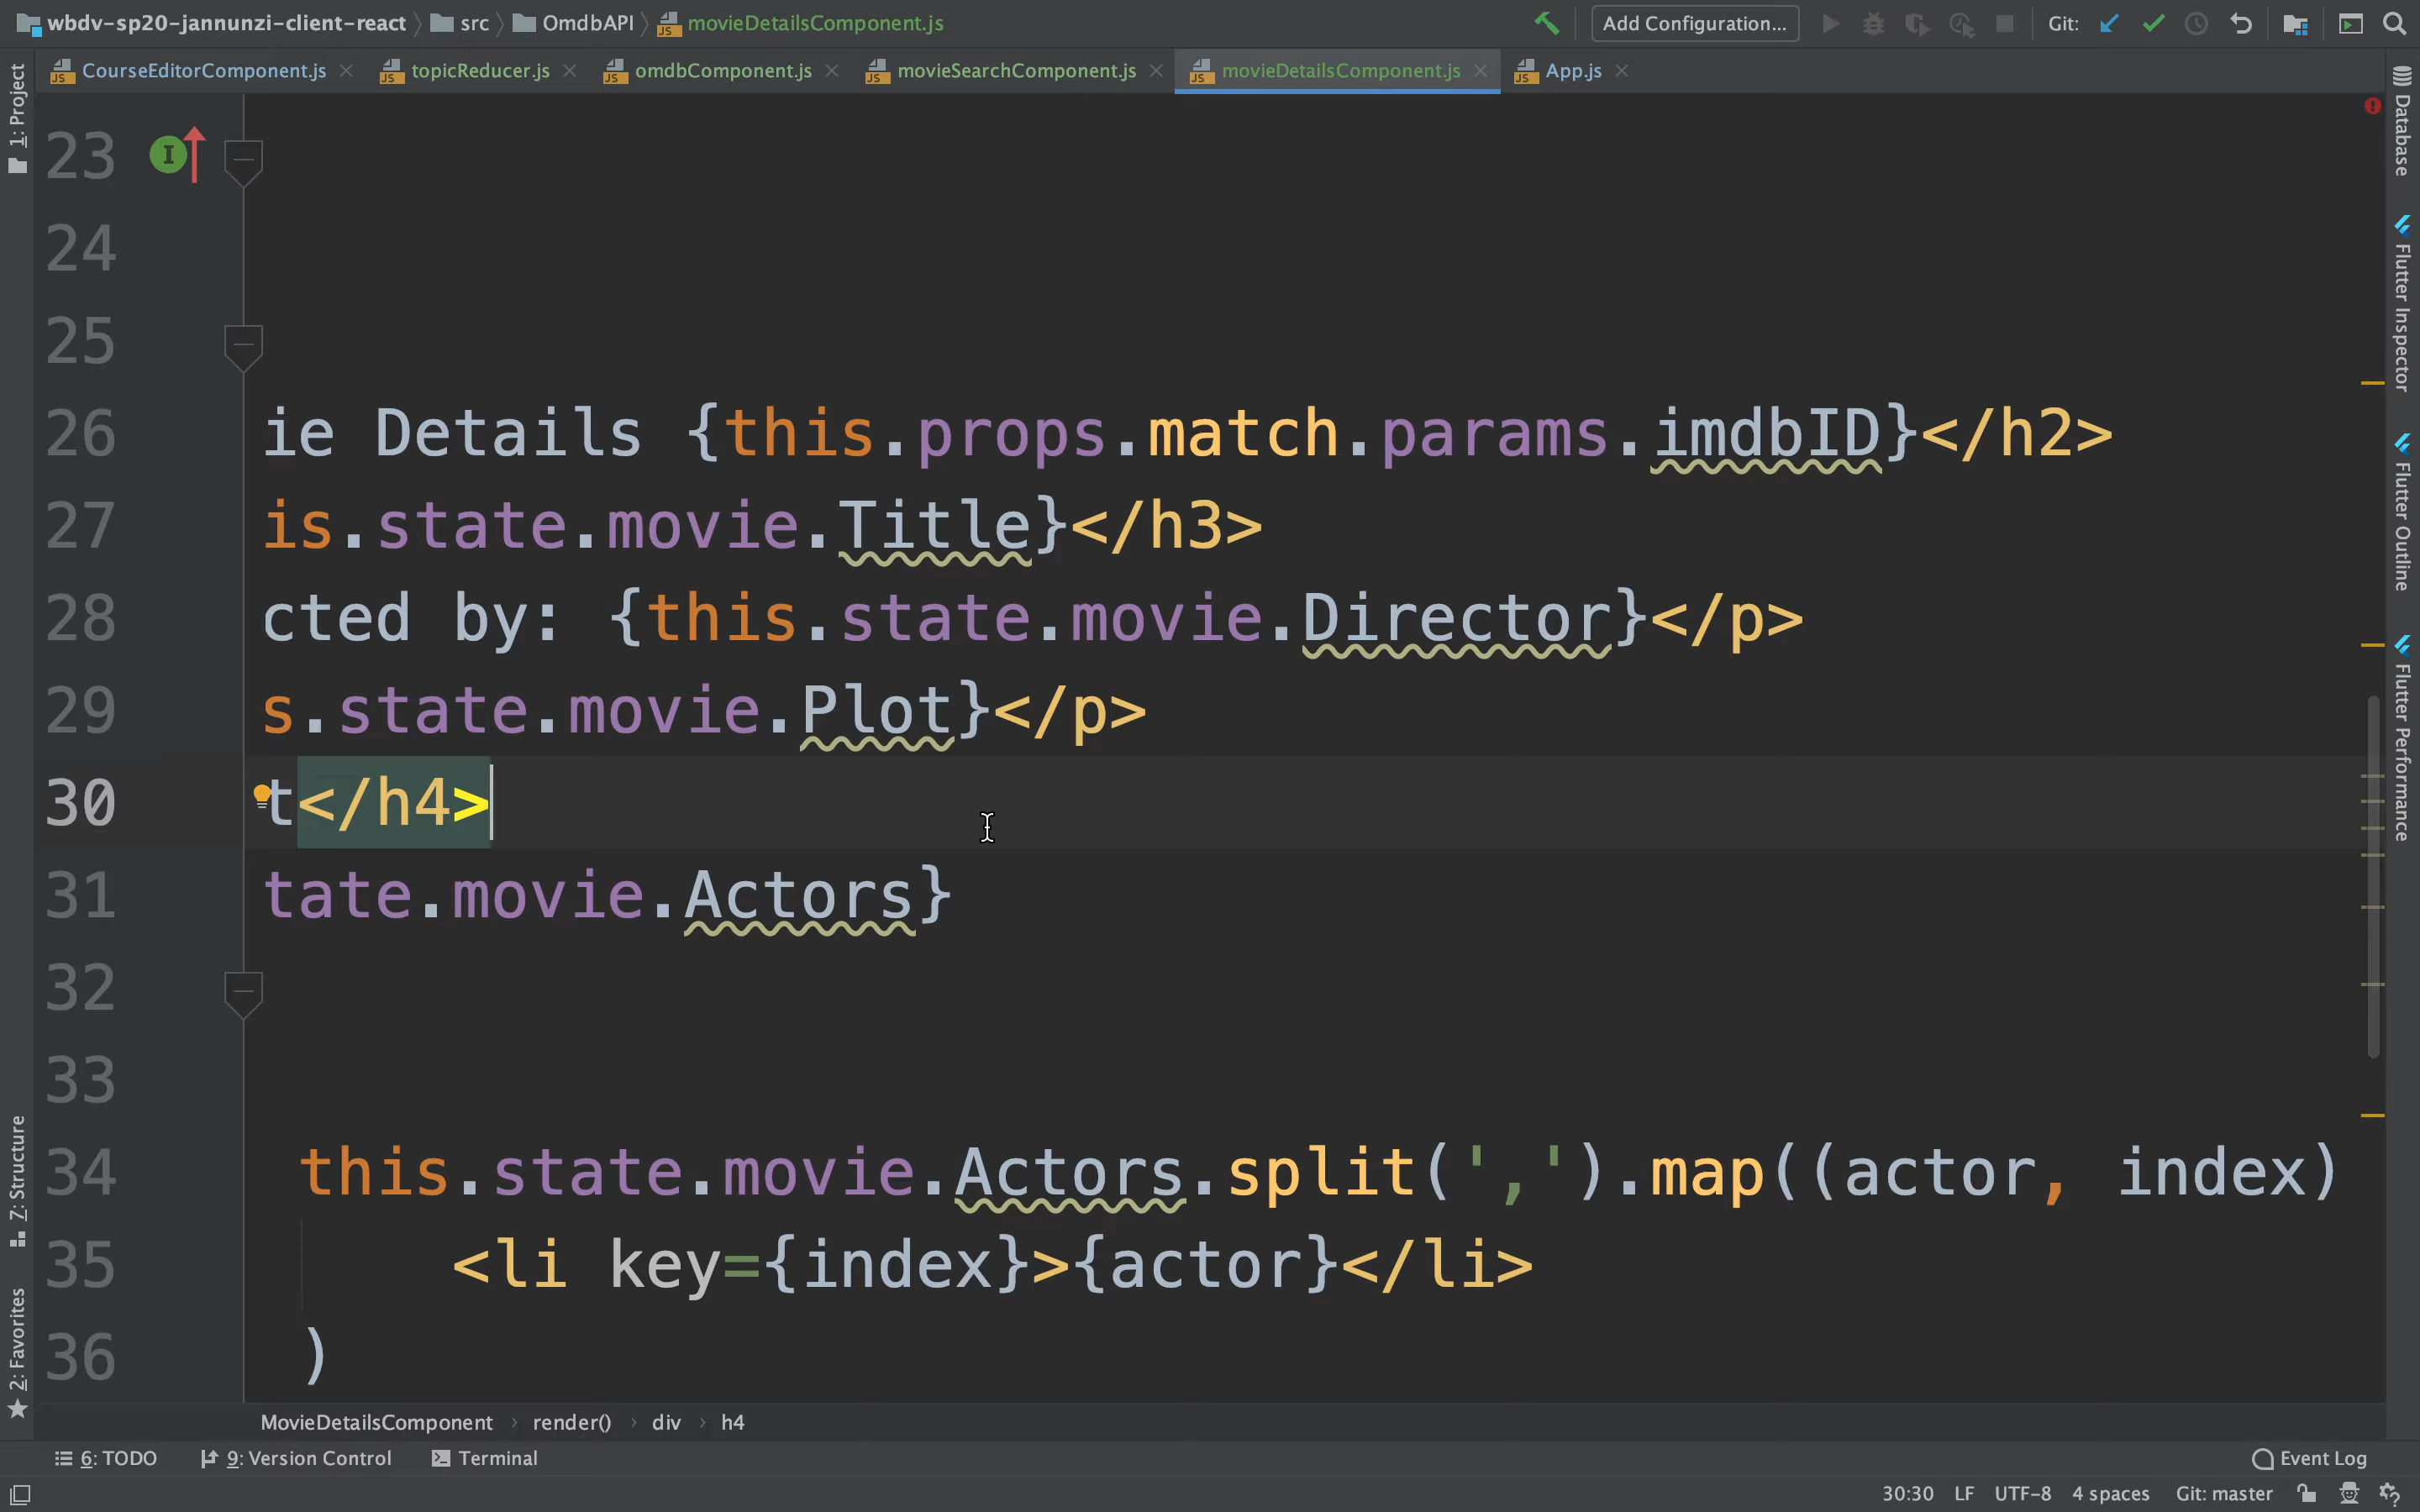 wbdv-sp20-jannunzi-client-react src OmdbAPI movieDetailsComponent.js Add Configuration... Git:
CourseEditorComponent.js topicReducer.js omdbComponent.js movieSearchComponent.js movieDetailsComponent.js App.js
1: Project
7: Structure
2: Favorites
23
24
25
26 ie Details {this.props.match.params.imdbID}</h2>
27 is.state.movie.Title}</h3>
28 cted by: {this.state.movie.Director}</p>
29 s.state.movie.Plot}</p>
30 t</h4>
31 tate.movie.Actors}
32
33
34 this.state.movie.Actors.split(',').map((actor, index)
35 <li key={index}>{actor}</li>
36 )
Database
Flutter Inspector
Flutter Outline
Flutter Performance
MovieDetailsComponent render() div h4
6: TODO 9: Version Control Terminal Event Log
30:30 LF UTF-8 4 spaces Git: master